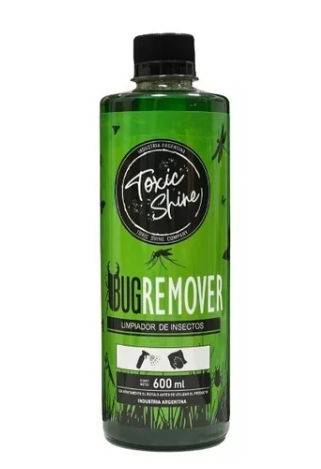 INDUSTRIA ARGENTINA
Toxic
Shine
TOXIC SHINE COMPANY
BUGREMOVER
LIMPIADOR DE INSECTOS
600 ml
INDUSTRIA ARGENTINA